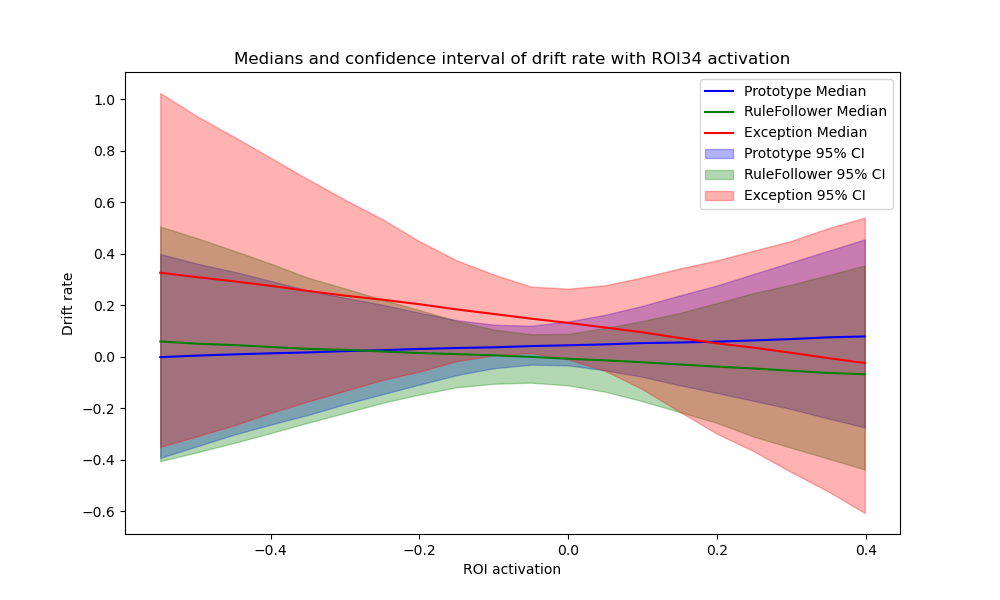 Medians and confidence interval of drift rate with ROI34 activation
Prototype Median
RuleFollower Median
Exception Median
Prototype 95% CI
RuleFollower 95% CI
Exception 95% CI
Drift rate
1.0
0.8
0.6
0.4
0.2
0.0
−0.2
−0.4
−0.6
−0.4
−0.2
0.0
0.2
0.4
ROI activation